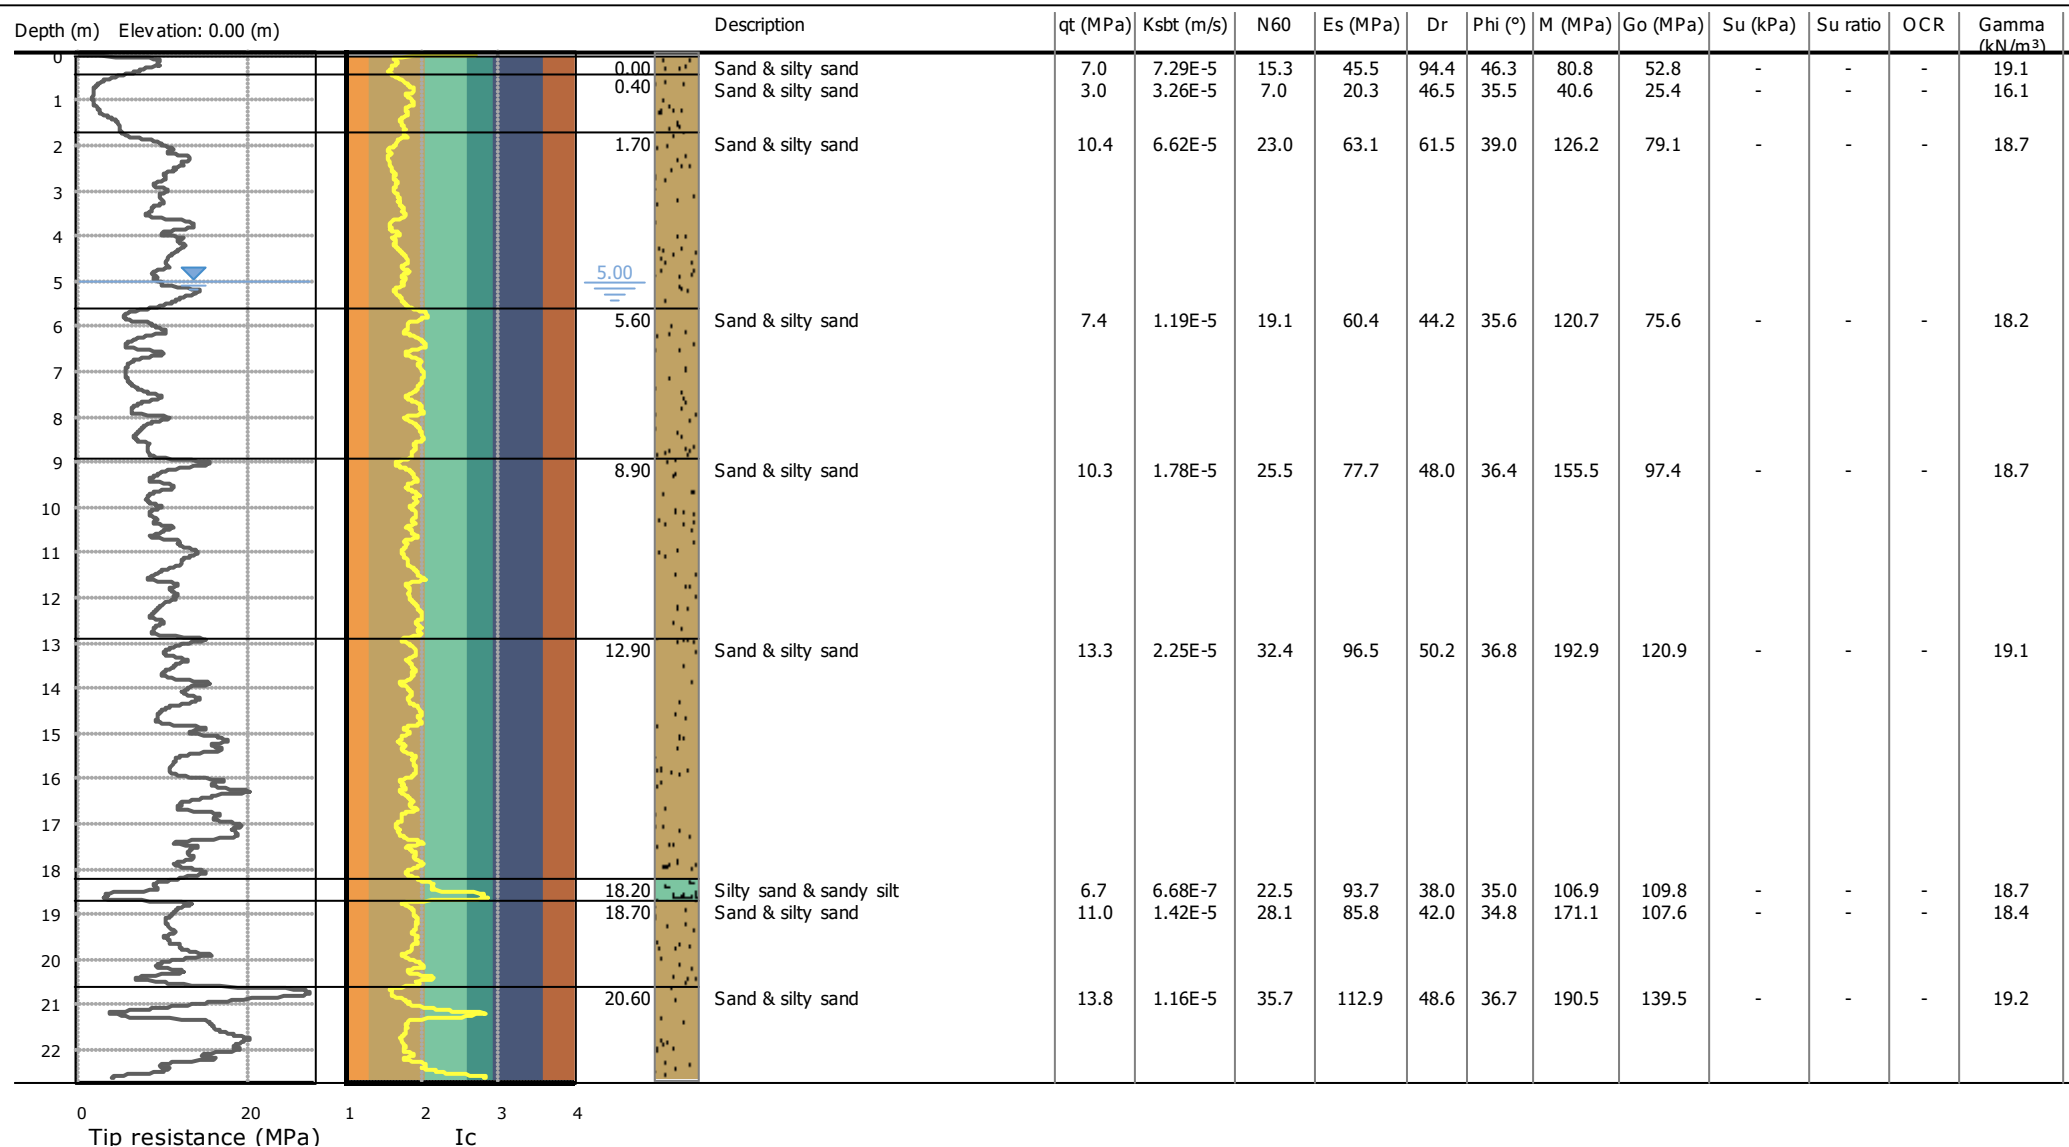 Depth (m) Elevation: 0.00 (m) Description qt (MPa) Ksbt (m/s) N60 Es (MPa) Dr Phi (°) M (MPa) Go (MPa) Su (kPa) Su ratio OCR Gamma (kN/m³)
0
0.00 Sand & silty sand 7.0 7.29E-5 15.3 45.5 94.4 46.3 80.8 52.8 - - - 19.1
0.40 Sand & silty sand 3.0 3.26E-5 7.0 20.3 46.5 35.5 40.6 25.4 - - - 16.1
1
1.70 Sand & silty sand 10.4 6.62E-5 23.0 63.1 61.5 39.0 126.2 79.1 - - - 18.7
2
3
4
5 5.00
5.60 Sand & silty sand 7.4 1.19E-5 19.1 60.4 44.2 35.6 120.7 75.6 - - - 18.2
6
7
8
9
8.90 Sand & silty sand 10.3 1.78E-5 25.5 77.7 48.0 36.4 155.5 97.4 - - - 18.7
10
11
12
13
12.90 Sand & silty sand 13.3 2.25E-5 32.4 96.5 50.2 36.8 192.9 120.9 - - - 19.1
14
15
16
17
18
18.20 Silty sand & sandy silt 6.7 6.68E-7 22.5 93.7 38.0 35.0 106.9 109.8 - - - 18.7
19 18.70 Sand & silty sand 11.0 1.42E-5 28.1 85.8 42.0 34.8 171.1 107.6 - - - 18.4
20
20.60 Sand & silty sand 13.8 1.16E-5 35.7 112.9 48.6 36.7 190.5 139.5 - - - 19.2
21
22
0 20 1 2 3 4
Tip resistance (MPa) Ic